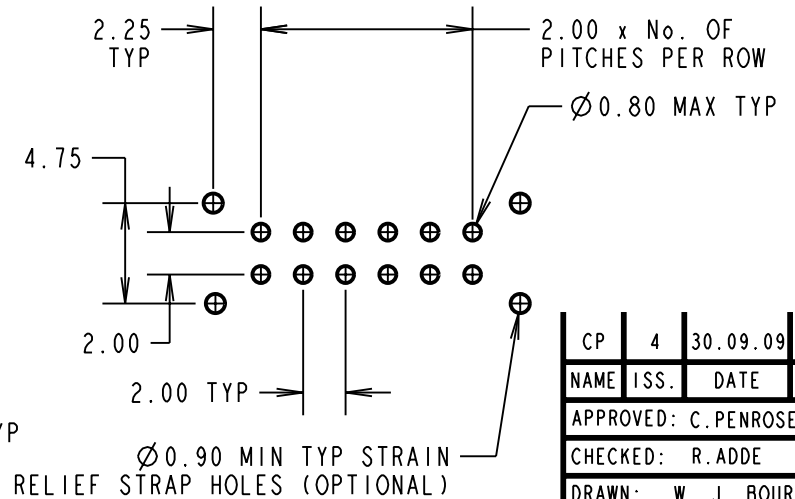 2.25
TYP
2.00 x No. OF
PITCHES PER ROW
Ø0.80 MAX TYP
4.75
2.00
2.00 TYP
Ø0.90 MIN TYP STRAIN
RELIEF STRAP HOLES (OPTIONAL)
CP 4 30.09.09
NAME ISS. DATE
APPROVED: C.PENROSE
CHECKED: R.ADDE
DRAWN: W.J.